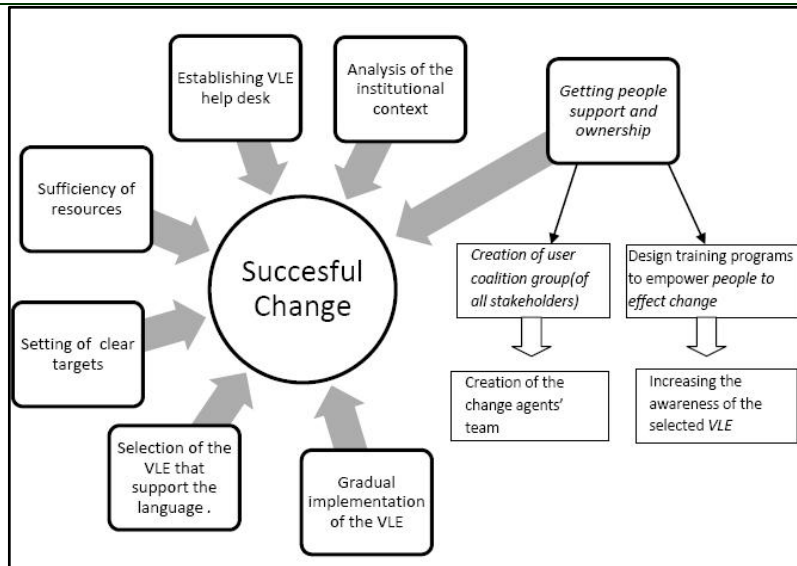 Establishing VLE
help desk
Analysis of the
institutional
context
Getting people
support and
ownership
Sufficiency of
resources
Succesful
Change
Creation of user
coalition group(of
all stakeholders)
Design training programs
to empower people to
effect change
Setting of clear
targets
Creation of the
change agents’
team
Increasing the
awareness of the
selected VLE
Selection of the
VLE that
support the
language .
Gradual
implementation
of the VLE